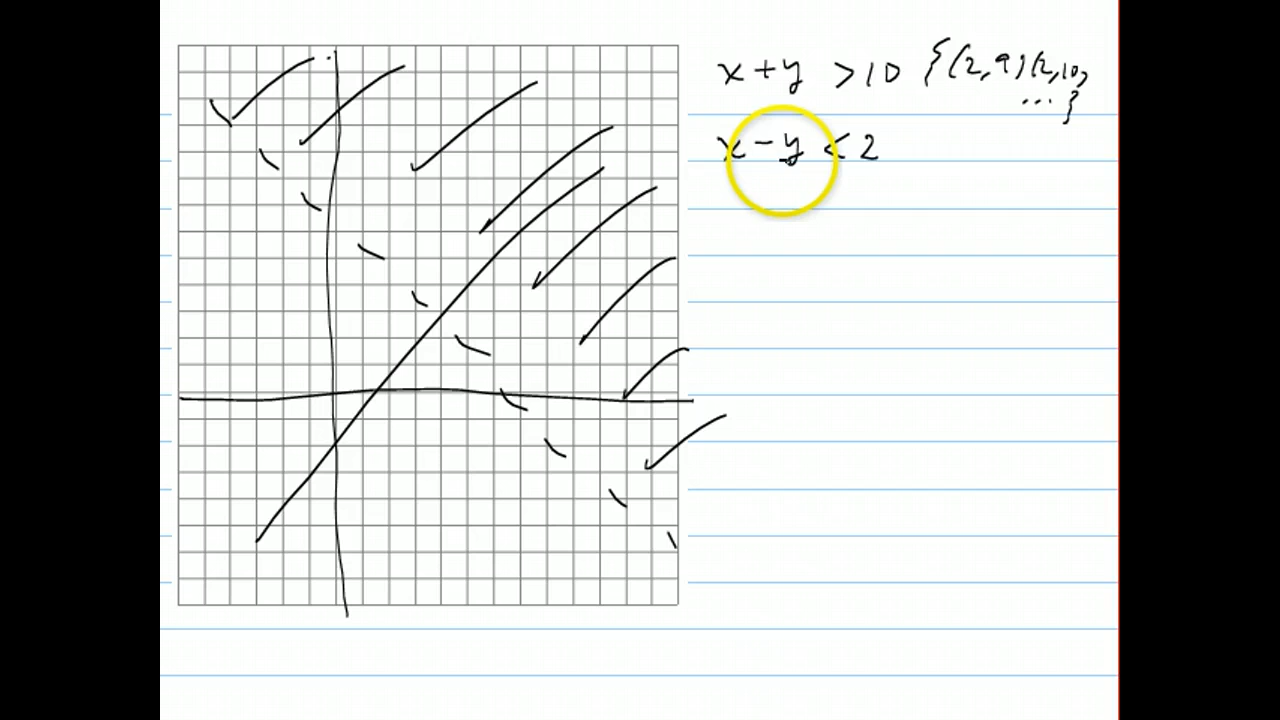 x + y > 10 {(2,9)(2,10,
... }
x - y < 2